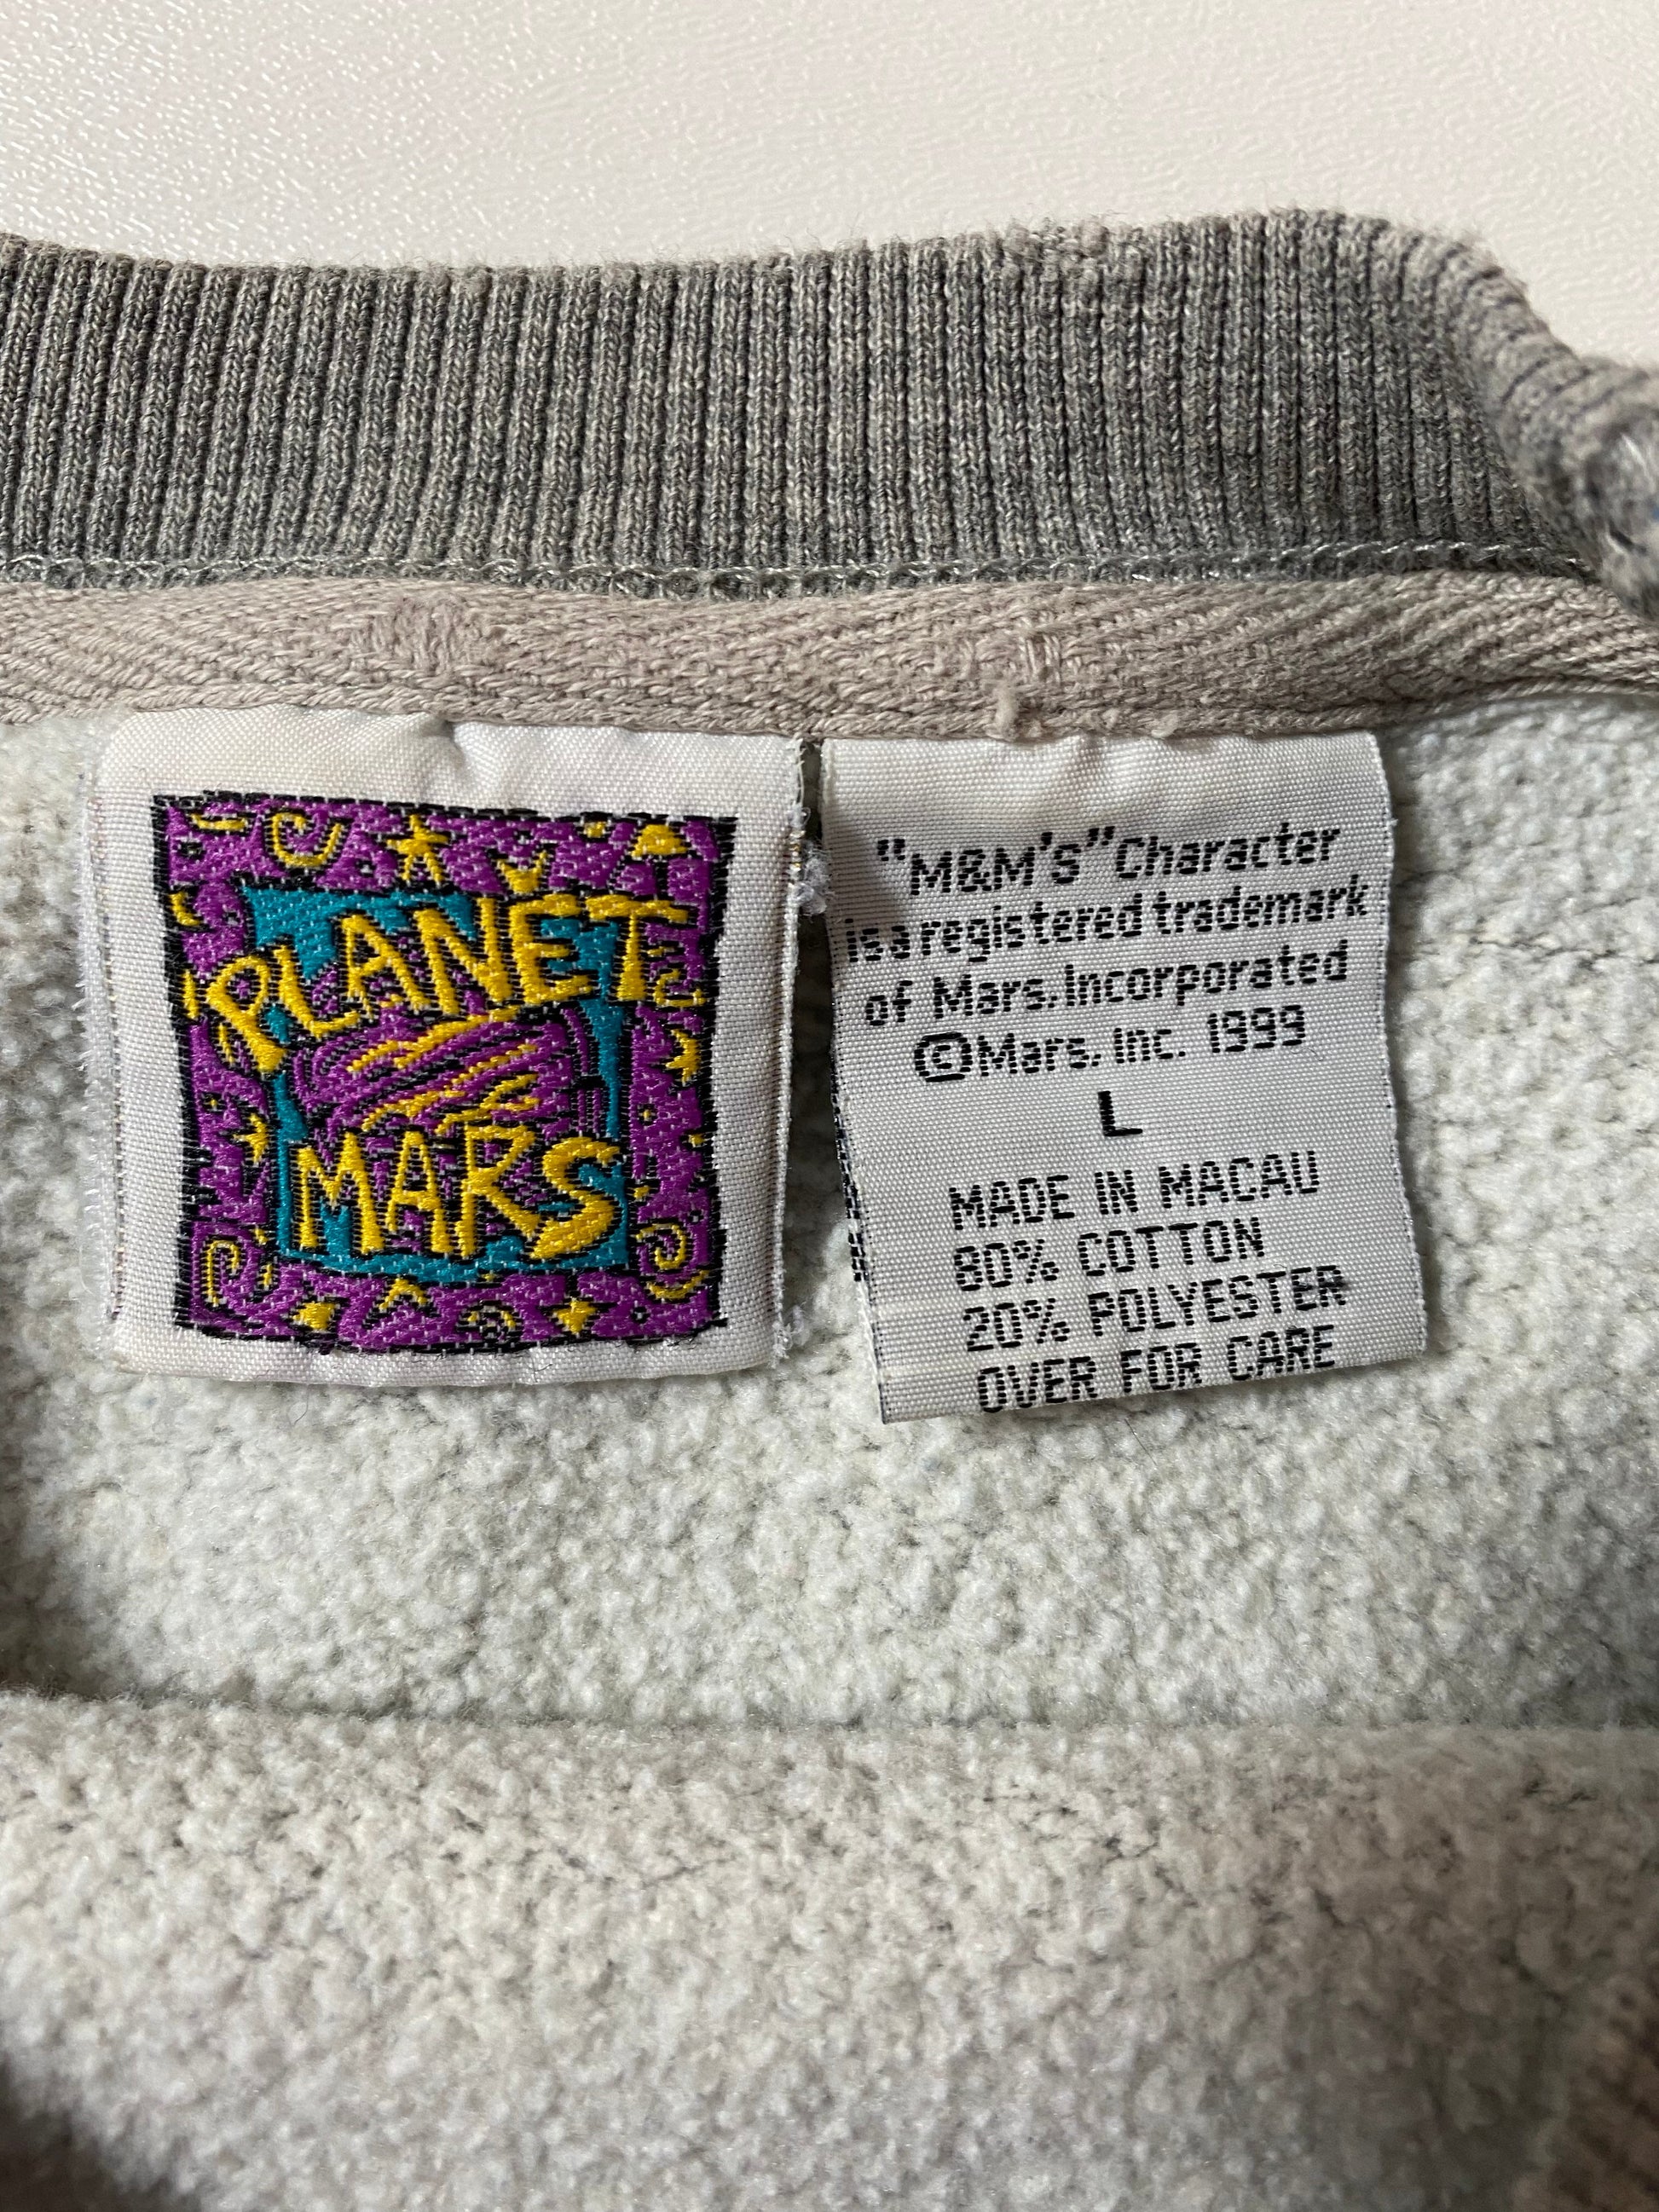 PLANET
MARS
"M&M's" Character
is a registered trademark
of Mars, Incorporated
©Mars, Inc. 1999
L
MADE IN MACAU
80% COTTON
20% POLYESTER
OVER FOR CARE